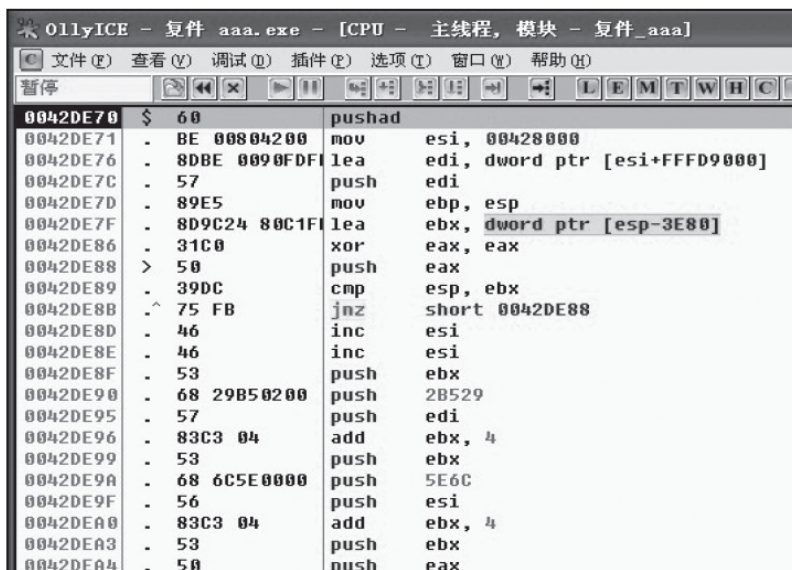 OllyICE - 复件 aaa.exe - [CPU - 主线程, 模块 - 复件_aaa]
C 文件(F) 查看(V) 调试(D) 插件(P) 选项(T) 窗口(W) 帮助(H)
暂停 L E M T W H C
0042DE70 $ 60 pushad
0042DE71 . BE 00804200 mov esi, 00428000
0042DE76 . 8DBE 0090FDFF lea edi, dword ptr [esi+FFFD9000]
0042DE7C . 57 push edi
0042DE7D . 89E5 mov ebp, esp
0042DE7F . 8D9C24 80C1FF lea ebx, dword ptr [esp-3E80]
0042DE86 . 31C0 xor eax, eax
0042DE88 > 50 push eax
0042DE89 . 39DC cmp esp, ebx
0042DE8B .^ 75 FB jnz short 0042DE88
0042DE8D . 46 inc esi
0042DE8E . 46 inc esi
0042DE8F . 53 push ebx
0042DE90 . 68 29B50200 push 2B529
0042DE95 . 57 push edi
0042DE96 . 83C3 04 add ebx, 4
0042DE99 . 53 push ebx
0042DE9A . 68 6C5E0000 push 5E6C
0042DE9F . 56 push esi
0042DEA0 . 83C3 04 add ebx, 4
0042DEA3 . 53 push ebx
0042DEA4 . 50 push eax